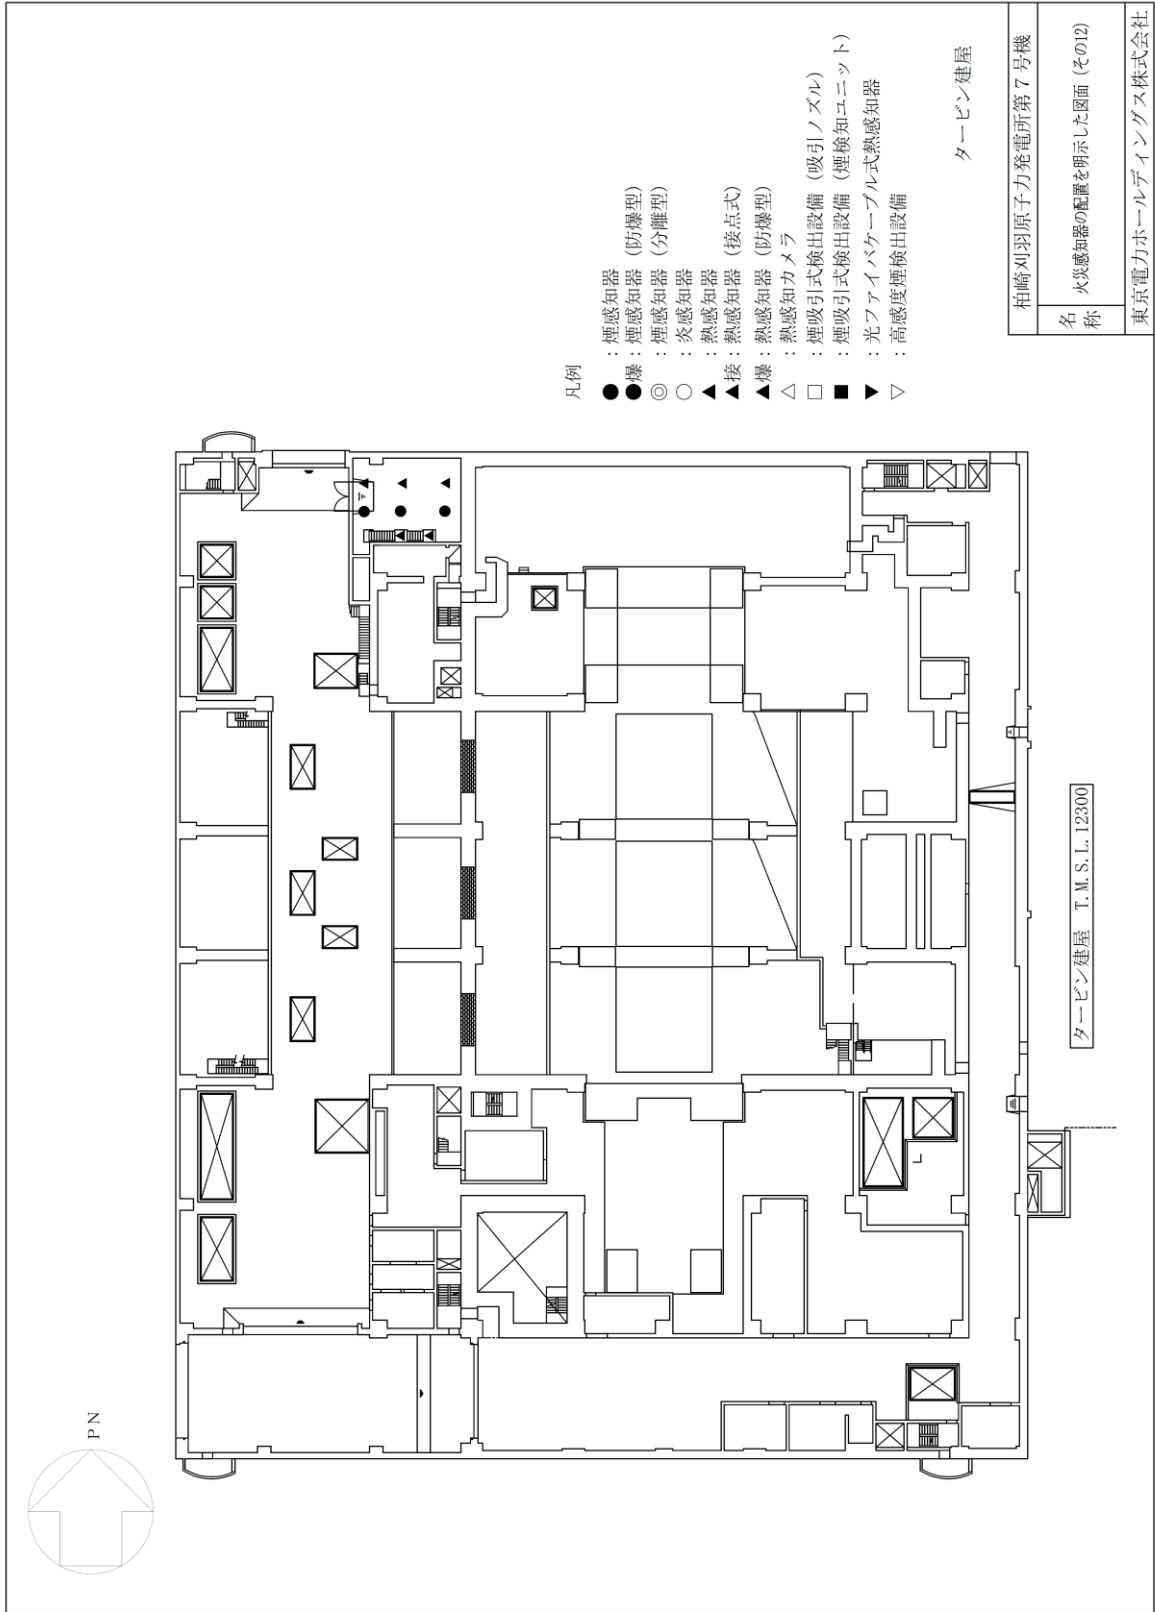 PN
凡例
● : 煙感知器
●爆 : 煙感知器 (防爆型)
◎ : 煙感知器 (分離型)
○ : 炎感知器
▲ : 熱感知器
▲接 : 熱感知器 (接点式)
▲爆 : 熱感知器 (防爆型)
△ : 熱感知カメラ
□ : 煙吸引式検出設備 (吸引ノズル)
■ : 煙吸引式検出設備 (煙検知ユニット)
▼ : 光ファイバケーブル式熱感知器
▽ : 高感度煙検出設備
タービン建屋
タービン建屋 T.M.S.L.12300
柏崎刈羽原子力発電所第7号機
名称 火災感知器の配置を明示した図面 (その12)
東京電力ホールディングス株式会社